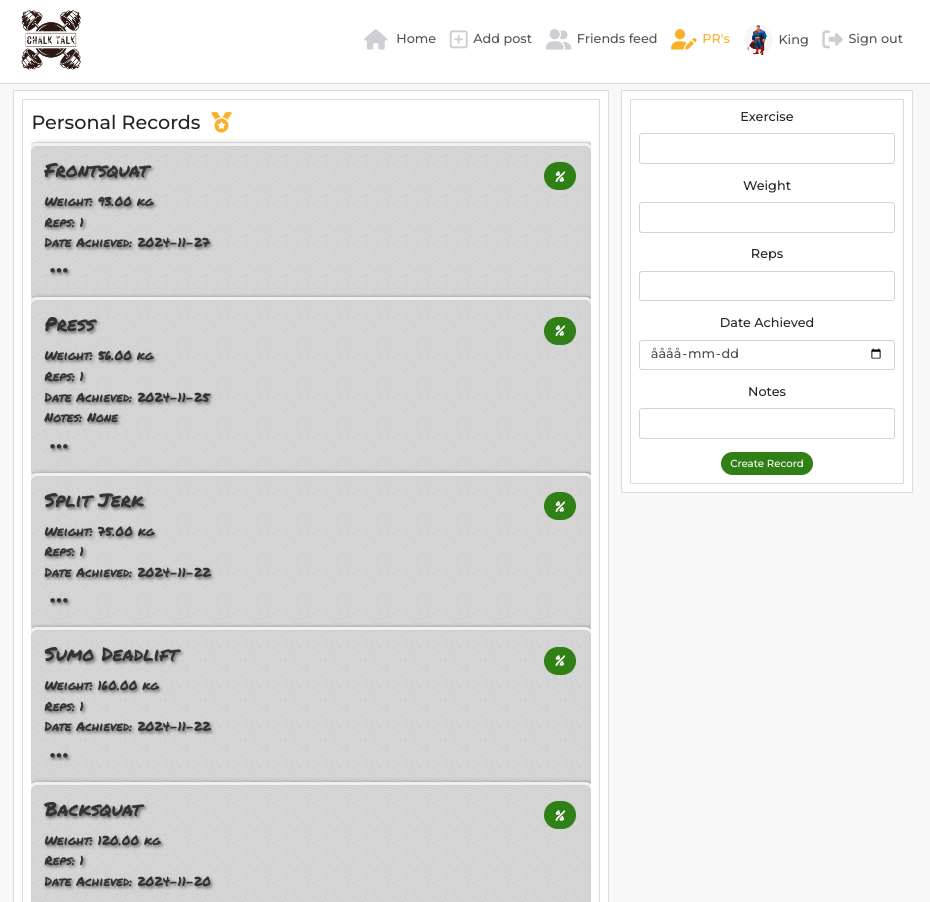 CHALK TALK
Home
Add post
Friends feed
PR's
King
Sign out
Personal Records
Frontsquat
Weight: 93.00 kg
Reps: 1
Date Achieved: 2024-11-27
...
%
Press
Weight: 56.00 kg
Reps: 1
Date Achieved: 2024-11-25
Notes: None
...
%
Split Jerk
Weight: 75.00 kg
Reps: 1
Date Achieved: 2024-11-22
...
%
Sumo Deadlift
Weight: 160.00 kg
Reps: 1
Date Achieved: 2024-11-22
...
%
Backsquat
Weight: 120.00 kg
Reps: 1
Date Achieved: 2024-11-20
%
Exercise
Weight
Reps
Date Achieved
åååå-mm-dd
Notes
Create Record